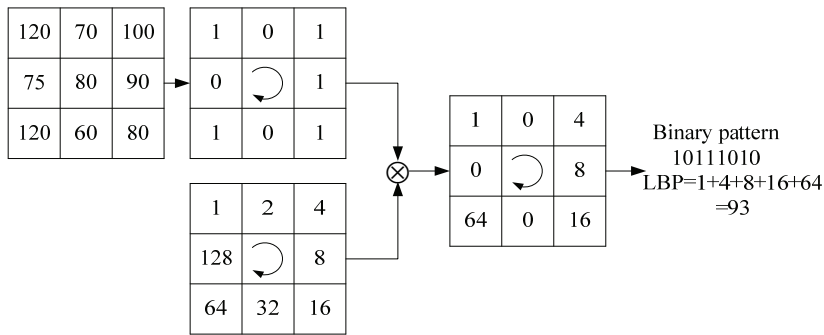 120 70 100
75 80 90
120 60 80
1 0 1
0 1
1 0 1
1 2 4
128 8
64 32 16
1 0 4
0 8
64 0 16
Binary pattern
10111010
LBP=1+4+8+16+64
=93